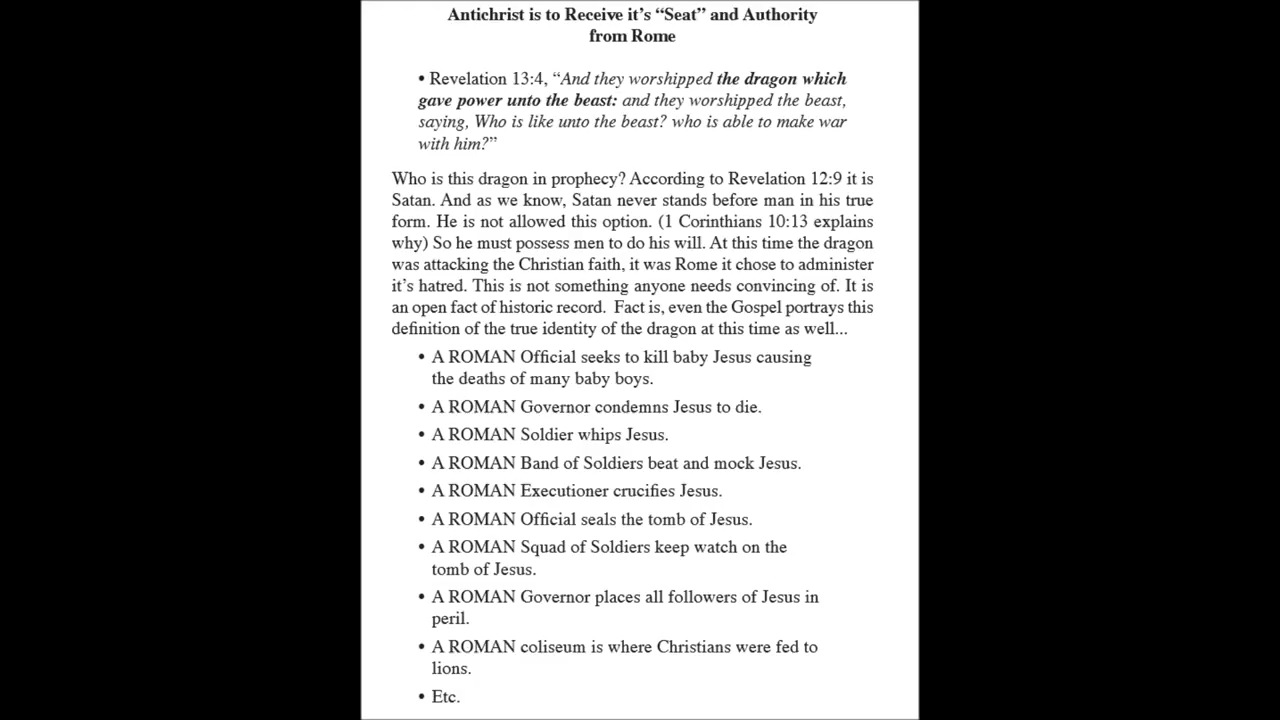 Antichrist is to Receive it's “Seat” and Authority
from Rome
• Revelation 13:4, “And they worshipped the dragon which
gave power unto the beast: and they worshipped the beast,
saying, Who is like unto the beast? who is able to make war
with him?”
Who is this dragon in prophecy? According to Revelation 12:9 it is
Satan. And as we know, Satan never stands before man in his true
form. He is not allowed this option. (1 Corinthians 10:13 explains
why) So he must possess men to do his will. At this time the dragon
was attacking the Christian faith, it was Rome it chose to administer
it's hatred. This is not something anyone needs convincing of. It is
an open fact of historic record. Fact is, even the Gospel portrays this
definition of the true identity of the dragon at this time as well...
• A ROMAN Official seeks to kill baby Jesus causing
the deaths of many baby boys.
• A ROMAN Governor condemns Jesus to die.
• A ROMAN Soldier whips Jesus.
• A ROMAN Band of Soldiers beat and mock Jesus.
• A ROMAN Executioner crucifies Jesus.
• A ROMAN Official seals the tomb of Jesus.
• A ROMAN Squad of Soldiers keep watch on the
tomb of Jesus.
• A ROMAN Governor places all followers of Jesus in
peril.
• A ROMAN coliseum is where Christians were fed to
lions.
• Etc.